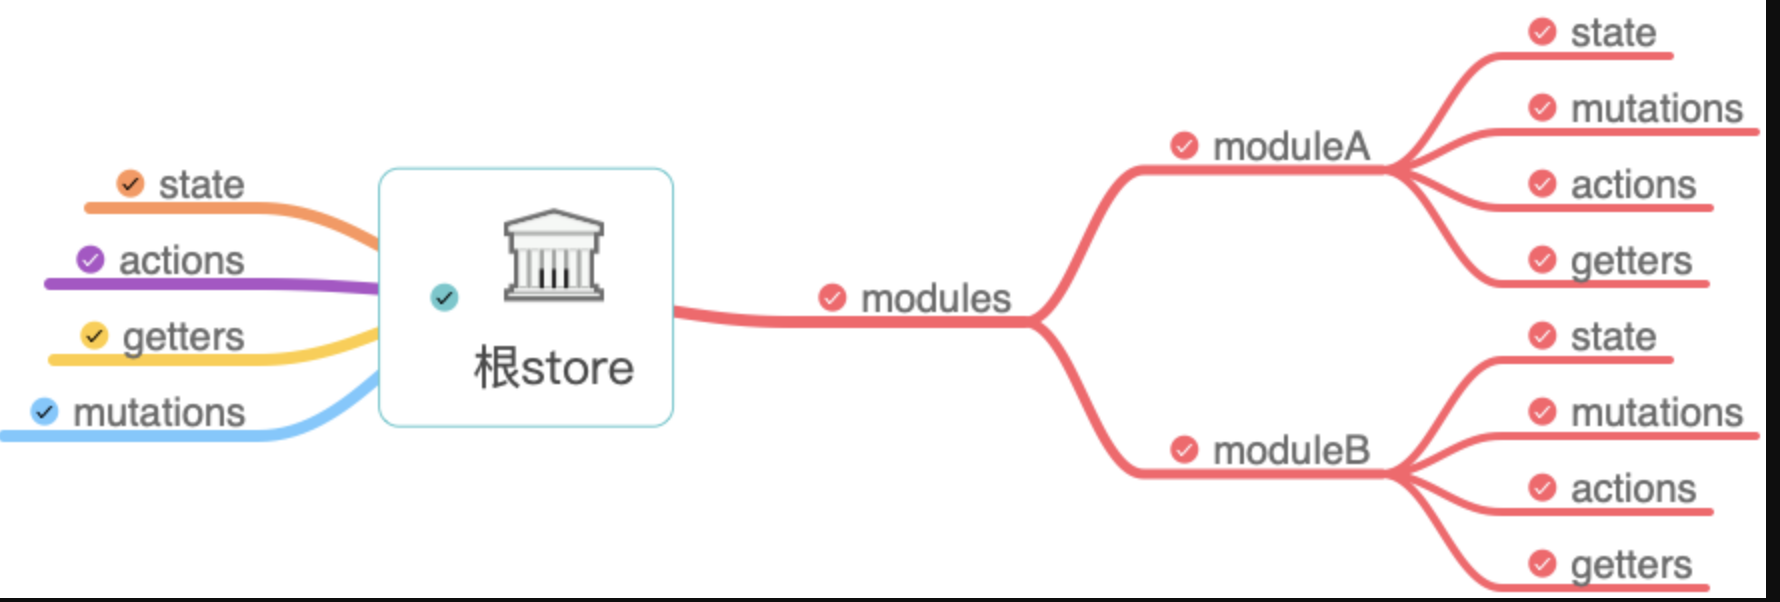 state
actions
getters
mutations
根store
modules
moduleA
state
mutations
actions
getters
moduleB
state
mutations
actions
getters